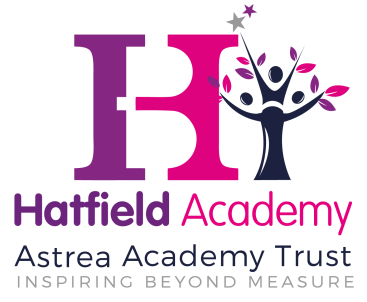 H
Hatfield Academy
Astrea Academy Trust
INSPIRING BEYOND MEASURE